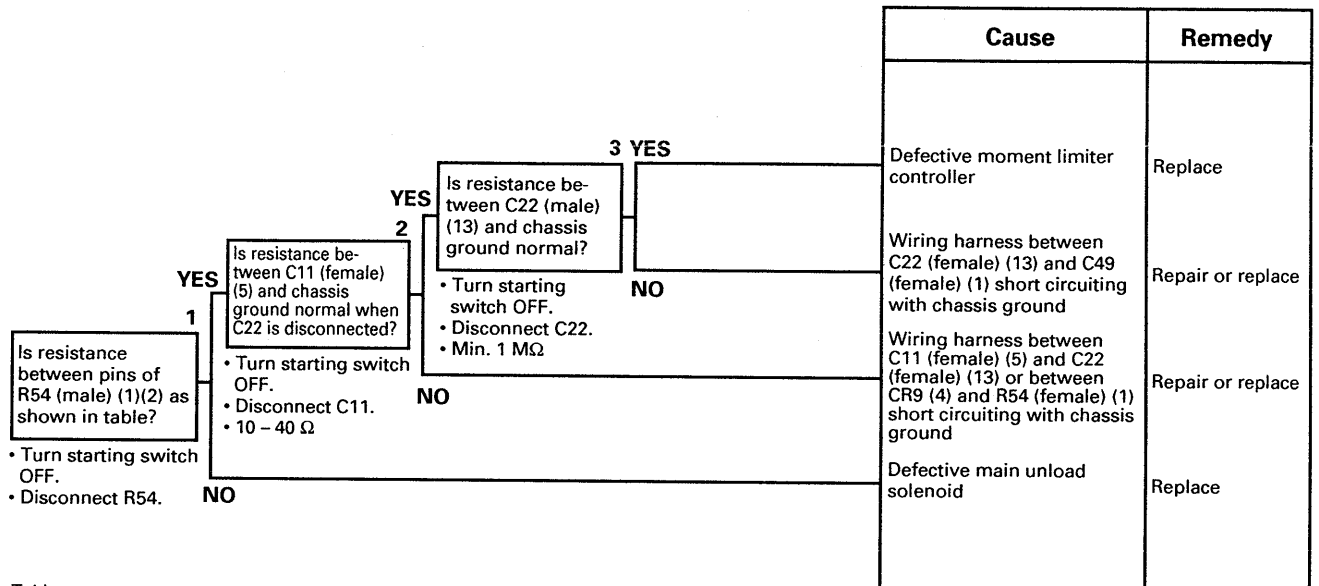 Cause
Remedy
3 YES
Is resistance be-
tween C22 (male)
(13) and chassis
ground normal?
• Turn starting
switch OFF.
• Disconnect C22.
• Min. 1 MΩ
NO
YES
2
Is resistance be-
tween C11 (female)
(5) and chassis
ground normal when
C22 is disconnected?
• Turn starting switch
OFF.
• Disconnect C11.
• 10 – 40 Ω
NO
YES
1
Is resistance
between pins of
R54 (male) (1)(2) as
shown in table?
• Turn starting switch
OFF.
• Disconnect R54.
NO
Defective moment limiter
controller
Replace
Wiring harness between
C22 (female) (13) and C49
(female) (1) short circuiting
with chassis ground
Repair or replace
Wiring harness between
C11 (female) (5) and C22
(female) (13) or between
CR9 (4) and R54 (female) (1)
short circuiting with chassis
ground
Repair or replace
Defective main unload
solenoid
Replace